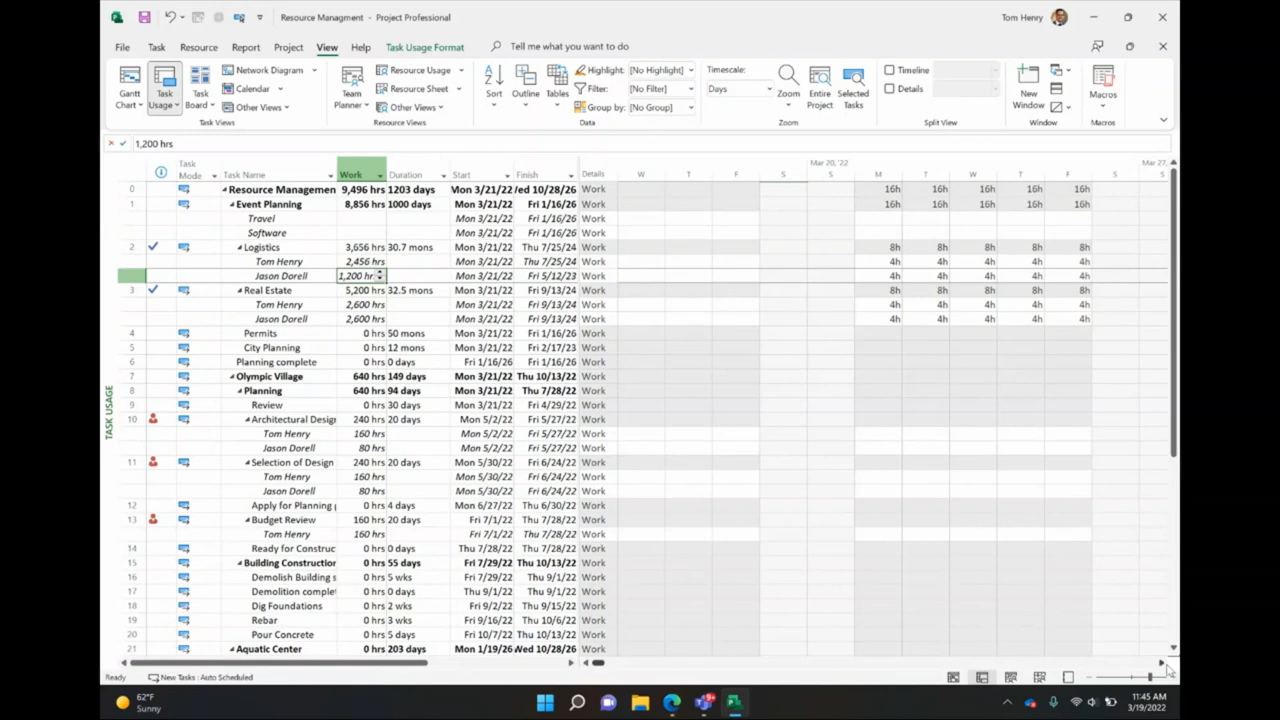 Resource Managment - Project Professional
Tom Henry
File Task Resource Report Project View Help Task Usage Format Tell me what you want to do
Gantt Chart
Task Usage
Task Board
Network Diagram
Calendar
Other Views
Task Views
Team Planner
Resource Usage
Resource Sheet
Other Views
Resource Views
Sort
Outline
Tables
Highlight: [No Highlight]
Filter: [No Filter]
Group by: [No Group]
Data
Timescale:
Days
Zoom
Entire Project
Selected Tasks
Zoom
Timeline
Details
Split View
New Window
Window
Macros
Macros
1,200 hrs
Mar 20, '22 Mar 27,
Task Mode Task Name Work Duration Start Finish Details W T F S S M T W T F S S
0 Resource Managemen 9,496 hrs 1203 days Mon 3/21/22 Ved 10/28/26 Work 16h 16h 16h 16h 16h
1 Event Planning 8,856 hrs 1000 days Mon 3/21/22 Fri 1/16/26 Work 16h 16h 16h 16h 16h
Travel Mon 3/21/22 Fri 1/16/26 Work
Software Mon 3/21/22 Fri 1/16/26 Work
2 Logistics 3,656 hrs 30.7 mons Mon 3/21/22 Thu 7/25/24 Work 8h 8h 8h 8h 8h
Tom Henry 2,456 hrs Mon 3/21/22 Thu 7/25/24 Work 4h 4h 4h 4h 4h
Jason Dorell 1,200 hr Mon 3/21/22 Fri 5/12/23 Work 4h 4h 4h 4h 4h
3 Real Estate 5,200 hrs 32.5 mons Mon 3/21/22 Fri 9/13/24 Work 8h 8h 8h 8h 8h
Tom Henry 2,600 hrs Mon 3/21/22 Fri 9/13/24 Work 4h 4h 4h 4h 4h
Jason Dorell 2,600 hrs Mon 3/21/22 Fri 9/13/24 Work 4h 4h 4h 4h 4h
4 Permits 0 hrs 50 mons Mon 3/21/22 Fri 1/16/26 Work
5 City Planning 0 hrs 12 mons Mon 3/21/22 Fri 2/17/23 Work
6 Planning complete 0 hrs 0 days Fri 1/16/26 Fri 1/16/26 Work
7 Olympic Village 640 hrs 149 days Mon 3/21/22 Thu 10/13/22 Work
8 Planning 640 hrs 94 days Mon 3/21/22 Thu 7/28/22 Work
9 Review 0 hrs 30 days Mon 3/21/22 Fri 4/29/22 Work
10 Architectural Desigr 240 hrs 20 days Mon 5/2/22 Fri 5/27/22 Work
Tom Henry 160 hrs Mon 5/2/22 Fri 5/27/22 Work
Jason Dorell 80 hrs Mon 5/2/22 Fri 5/27/22 Work
11 Selection of Design 240 hrs 20 days Mon 5/30/22 Fri 6/24/22 Work
Tom Henry 160 hrs Mon 5/30/22 Fri 6/24/22 Work
Jason Dorell 80 hrs Mon 5/30/22 Fri 6/24/22 Work
12 Apply for Planning p 0 hrs 4 days Mon 6/27/22 Thu 6/30/22 Work
13 Budget Review 160 hrs 20 days Fri 7/1/22 Thu 7/28/22 Work
Tom Henry 160 hrs Fri 7/1/22 Thu 7/28/22 Work
14 Ready for Construc 0 hrs 0 days Thu 7/28/22 Thu 7/28/22 Work
15 Building Construction 0 hrs 55 days Fri 7/29/22 Thu 10/13/22 Work
16 Demolish Building s 0 hrs 5 wks Fri 7/29/22 Thu 9/1/22 Work
17 Demolition complet 0 hrs 0 days Thu 9/1/22 Thu 9/1/22 Work
18 Dig Foundations 0 hrs 2 wks Fri 9/2/22 Thu 9/15/22 Work
19 Rebar 0 hrs 3 wks Fri 9/16/22 Thu 10/6/22 Work
20 Pour Concrete 0 hrs 5 days Fri 10/7/22 Thu 10/13/22 Work
21 Aquatic Center 0 hrs 203 days Mon 1/19/26 Wed 10/28/26 Work
TASK USAGE
Ready New Tasks : Auto Scheduled
62°F
Sunny
11:45 AM
3/19/2022